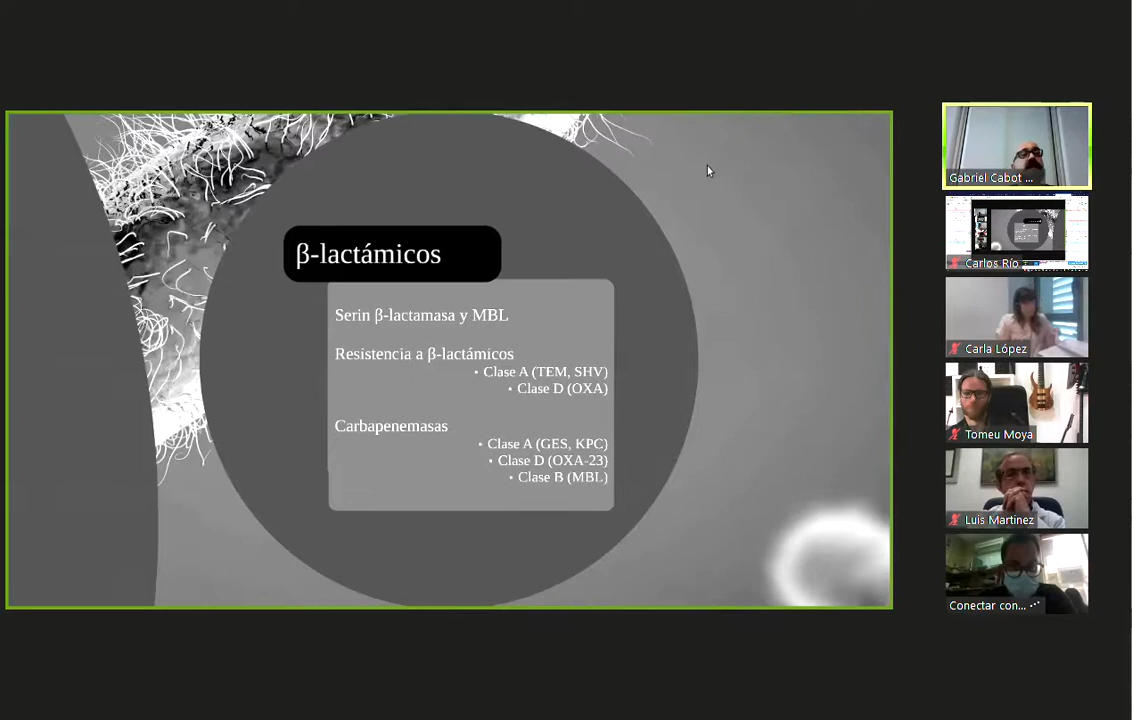 β-lactámicos
Serin β-lactamasa y MBL
Resistencia a β-lactámicos
• Clase A (TEM, SHV)
• Clase D (OXA)
Carbapenemasas
• Clase A (GES, KPC)
• Clase D (OXA-23)
• Clase B (MBL)
Gabriel Cabot ...
Carlos Río
Carla López
Tomeu Moya
Luis Martinez
Conectar con...